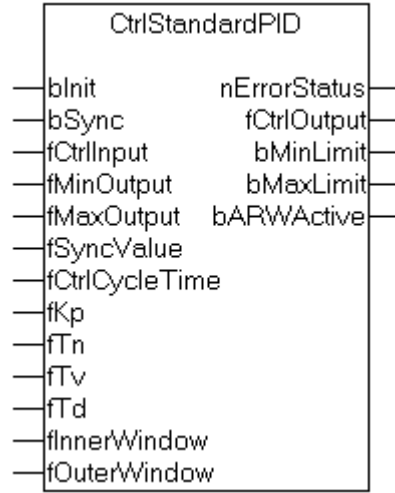 CtrlStandardPID
bInit nErrorStatus
bSync fCtrlOutput
fCtrlInput bMinLimit
fMinOutput bMaxLimit
fMaxOutput bARWActive
fSyncValue
fCtrlCycleTime
fKp
fTn
fTv
fTd
fInnerWindow
fOuterWindow